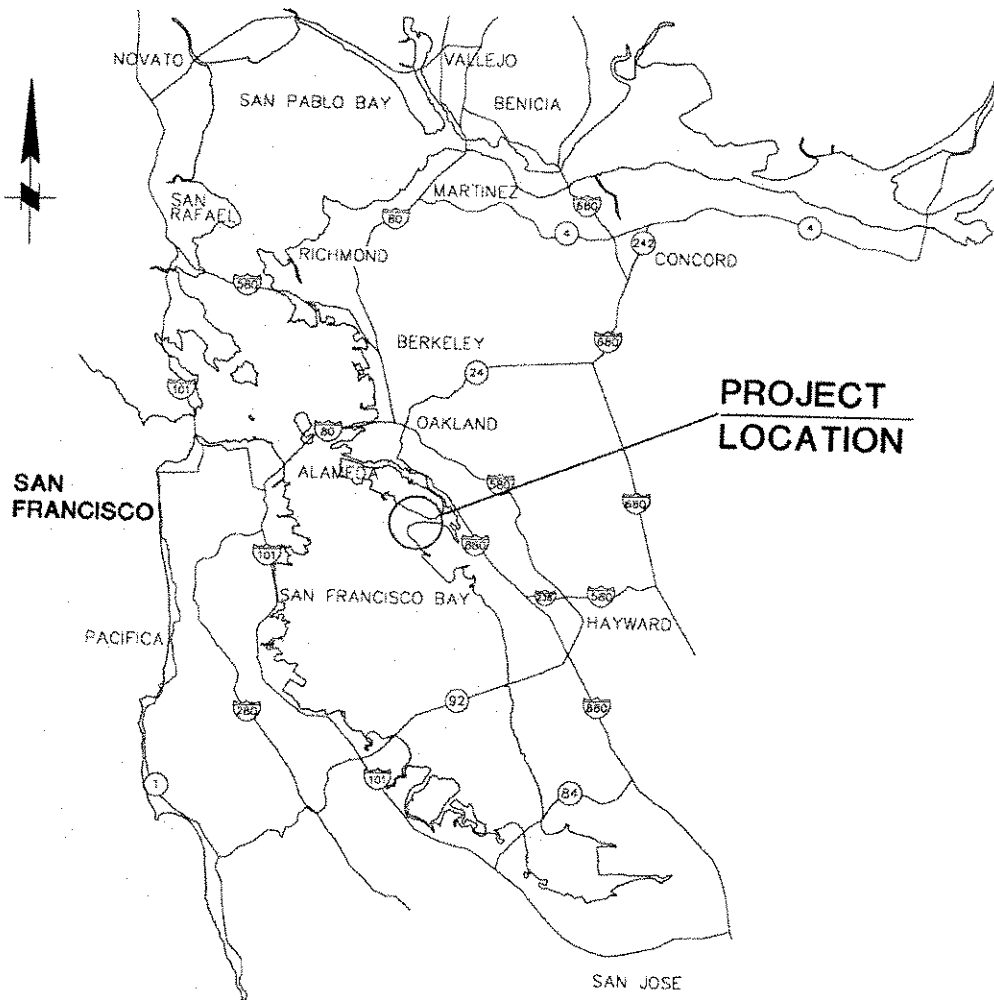 NOVATO
VALLEJO
SAN PABLO BAY
BENICIA
SAN
RAFAEL
MARTINEZ
80
680
4
242
4
RICHMOND
CONCORD
580
BERKELEY
680
101
24
PROJECT
LOCATION
OAKLAND
80
ALAMEDA
580
SAN
FRANCISCO
680
880
101
SAN FRANCISCO BAY
238
580
HAYWARD
PACIFICA
92
280
880
101
1
84
SAN JOSE